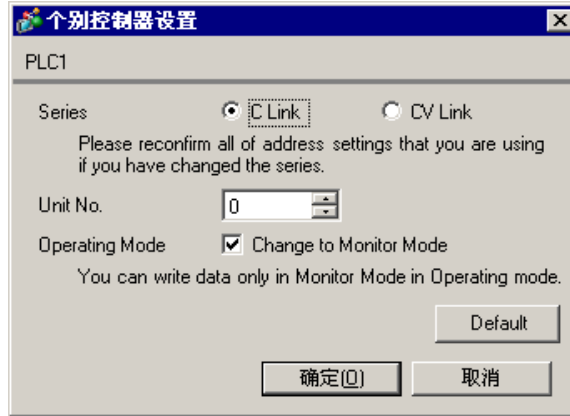 个别控制器设置
PLC1
Series C Link CV Link
Please reconfirm all of address settings that you are using
if you have changed the series.
Unit No. 0
Operating Mode Change to Monitor Mode
You can write data only in Monitor Mode in Operating mode.
Default
确定(O) 取消